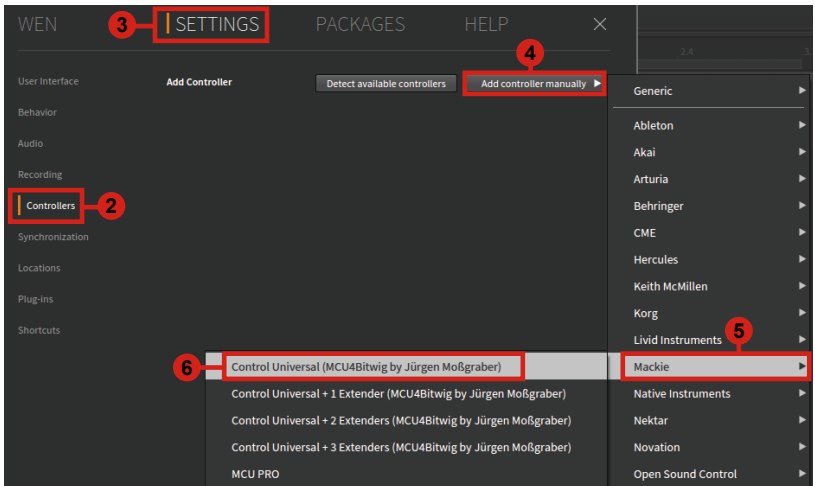 WEN
3
SETTINGS
PACKAGES
HELP
4
2.4
3.
User Interface
Add Controller
Detect available controllers
Add controller manually
Behavior
Audio
Recording
Controllers
2
Synchronization
Locations
Plug-ins
Shortcuts
Generic
Ableton
Akai
Arturia
Behringer
CME
Hercules
Keith McMillen
Korg
Livid Instruments
5
Mackie
Native Instruments
Nektar
Novation
Open Sound Control
6
Control Universal (MCU4Bitwig by Jürgen Moßgraber)
Control Universal + 1 Extender (MCU4Bitwig by Jürgen Moßgraber)
Control Universal + 2 Extenders (MCU4Bitwig by Jürgen Moßgraber)
Control Universal + 3 Extenders (MCU4Bitwig by Jürgen Moßgraber)
MCU PRO